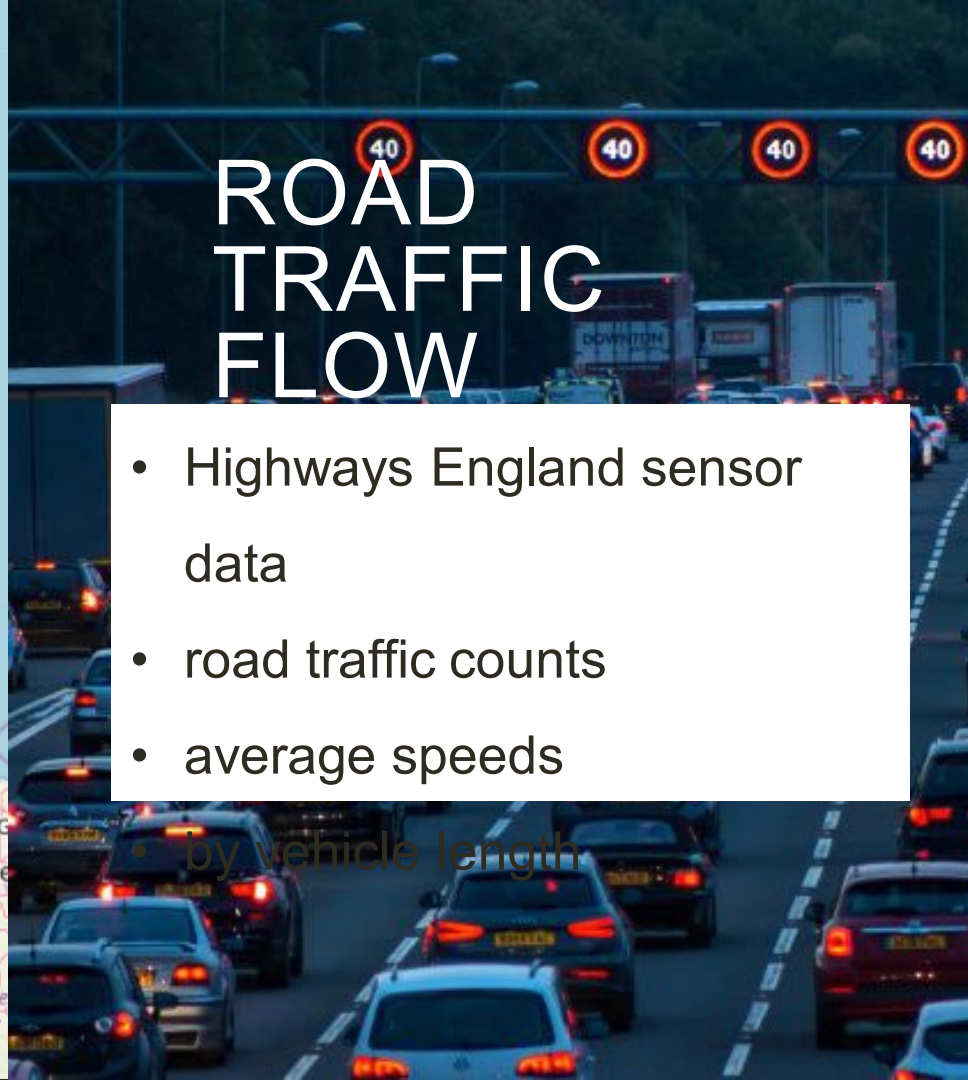 40 40 40 40
ROAD
TRAFFIC
FLOW
DOWNTON
• Highways England sensor
data
• road traffic counts
• average speeds
• by vehicle length